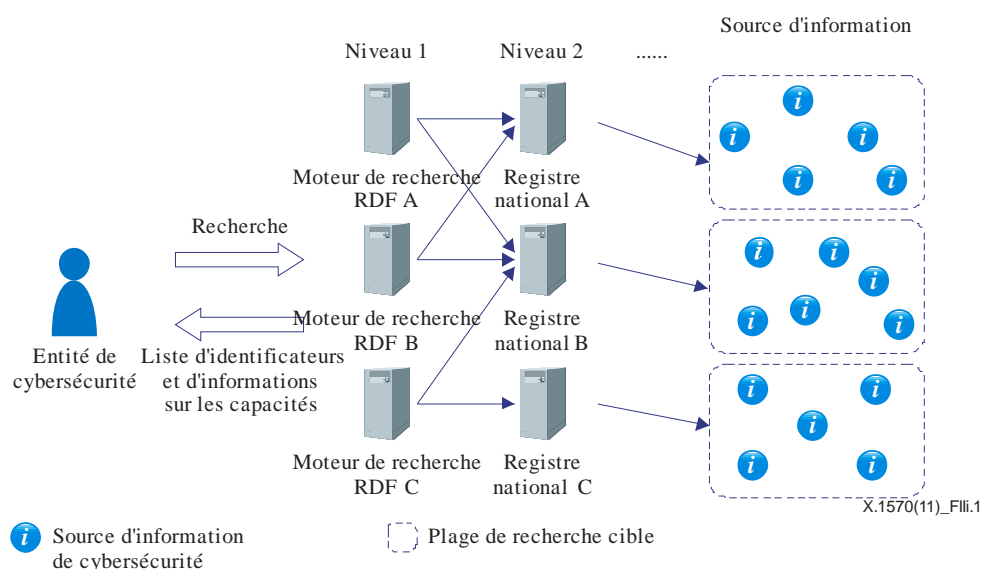 Source d'information
Niveau 1
Niveau 2
......
Moteur de recherche
RDF A
Registre
national A
Recherche
Moteur de recherche
RDF B
Registre
national B
Entité de
cybersécurité
Liste d'identificateurs
et d'informations
sur les capacités
Moteur de recherche
RDF C
Registre
national C
X.1570(11)_FIII.1
i Source d'information
de cybersécurité
Plage de recherche cible